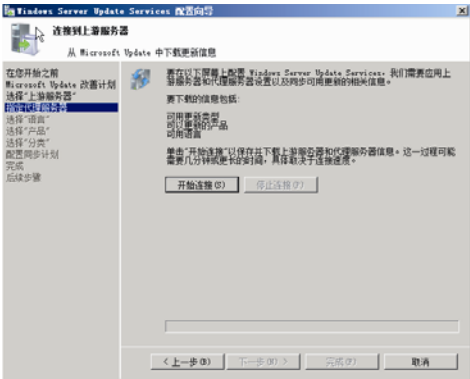 Windows Server Update Services 配置向导
连接到上游服务器
从 Microsoft Update 中下载更新信息
在您开始之前
Microsoft Update 改善计划
选择“上游服务器”
指定代理服务器
选择“语言”
选择“产品”
选择“分类”
配置同步计划
完成
后续步骤
要在以下屏幕上配置 Windows Server Update Services，我们需要应用上
游服务器和代理服务器设置以及同步可用更新的相关信息。
要下载的信息包括:
可用更新类型
可以更新的产品
可用语言
单击“开始连接”以保存并下载上游服务器和代理服务器信息。这一过程可能
需要几分钟或更长的时间，具体取决于连接速度。
开始连接(S)
停止连接(P)
< 上一步(B)
下一步(N) >
完成(F)
取消